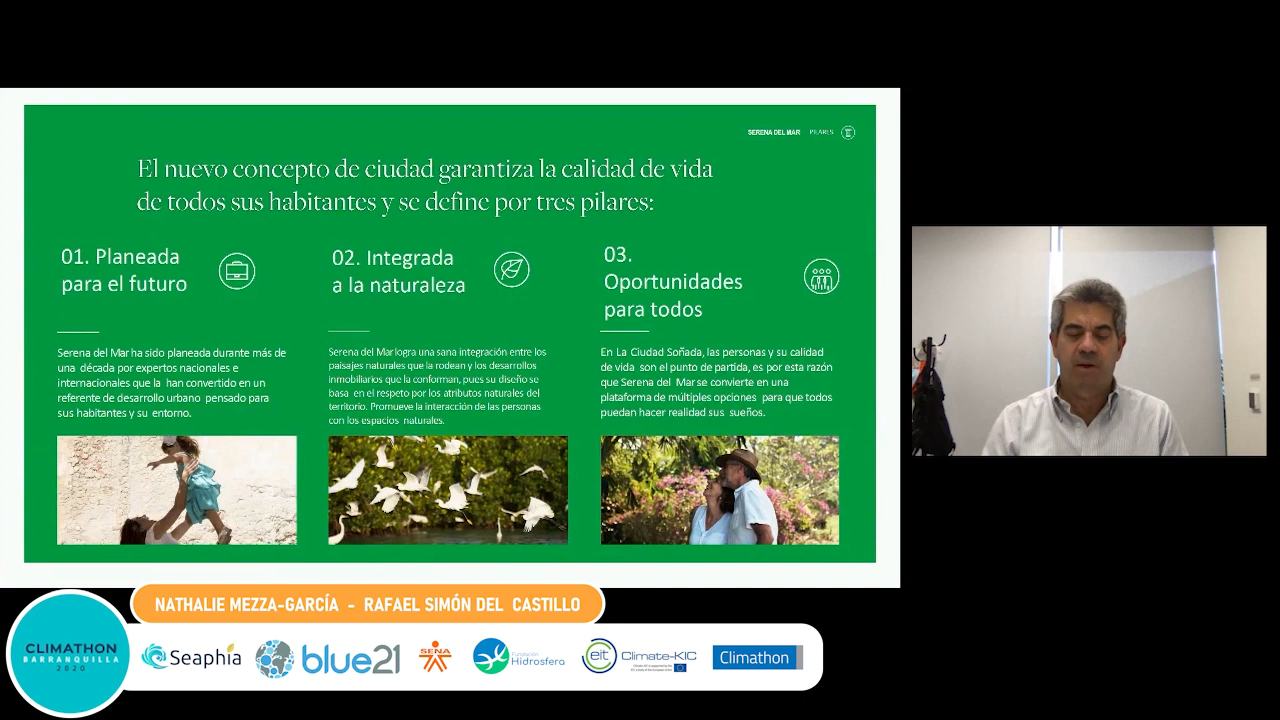 SERENA DEL MAR PILARES
El nuevo concepto de ciudad garantiza la calidad de vida
de todos sus habitantes y se define por tres pilares:
01. Planeada
para el futuro
Serena del Mar ha sido planeada durante más de
una década por expertos nacionales e
internacionales que la han convertido en un
referente de desarrollo urbano pensado para
sus habitantes y su entorno.
02. Integrada
a la naturaleza
Serena del Mar logra una sana integración entre los
paisajes naturales que la rodean y los desarrollos
inmobiliarios que la conforman, pues su diseño se
basa en el respeto por los atributos naturales del
territorio. Promueve la interacción de las personas
con los espacios naturales.
03.
Oportunidades
para todos
En La Ciudad Soñada, las personas y su calidad
de vida son el punto de partida, es por esta razón
que Serena del Mar se convierte en una
plataforma de múltiples opciones para que todos
puedan hacer realidad sus sueños.
NATHALIE MEZZA-GARCÍA - RAFAEL SIMÓN DEL CASTILLO
CLIMATHON
BARRANQUILLA
2020
Seaphia
blue21
SENA
Fundación
Hidrosfera
eit
Climate-KIC
Climathon